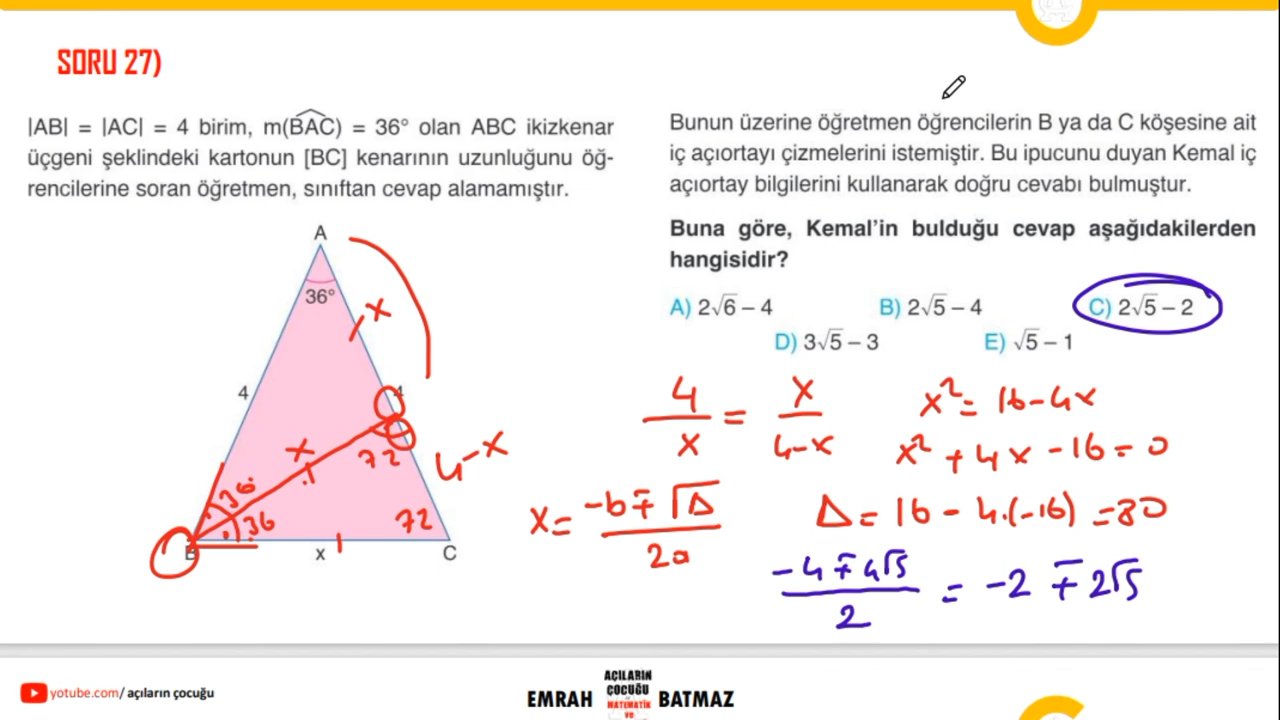 SORU 27)
|AB| = |AC| = 4 birim, m(BAC) = 36° olan ABC ikizkenar
üçgeni şeklindeki kartonun [BC] kenarının uzunluğunu öğ-
rencilerine soran öğretmen, sınıftan cevap alamamıştır.
A
36°
x
4
4
x
72
4-x
36
36
72
B
x
C
Bunun üzerine öğretmen öğrencilerin B ya da C köşesine ait
iç açıortayı çizmelerini istemiştir. Bu ipucunu duyan Kemal iç
açıortay bilgilerini kullanarak doğru cevabı bulmuştur.
Buna göre, Kemal'in bulduğu cevap aşağıdakilerden
hangisidir?
A) 2√6 – 4 B) 2√5 – 4 C) 2√5 – 2
D) 3√5 – 3 E) √5 – 1
4/x = x/(4-x)
x² = 16-4x
x² + 4x - 16 = 0
x = (-b∓√Δ)/2a
Δ = 16 - 4.(-16) = 80
(-4∓4√5)/2 = -2 ∓ 2√5
yotube.com/ açıların çocuğu
EMRAH AÇILARIN ÇOCUĞU MATEMATİK ve BATMAZ